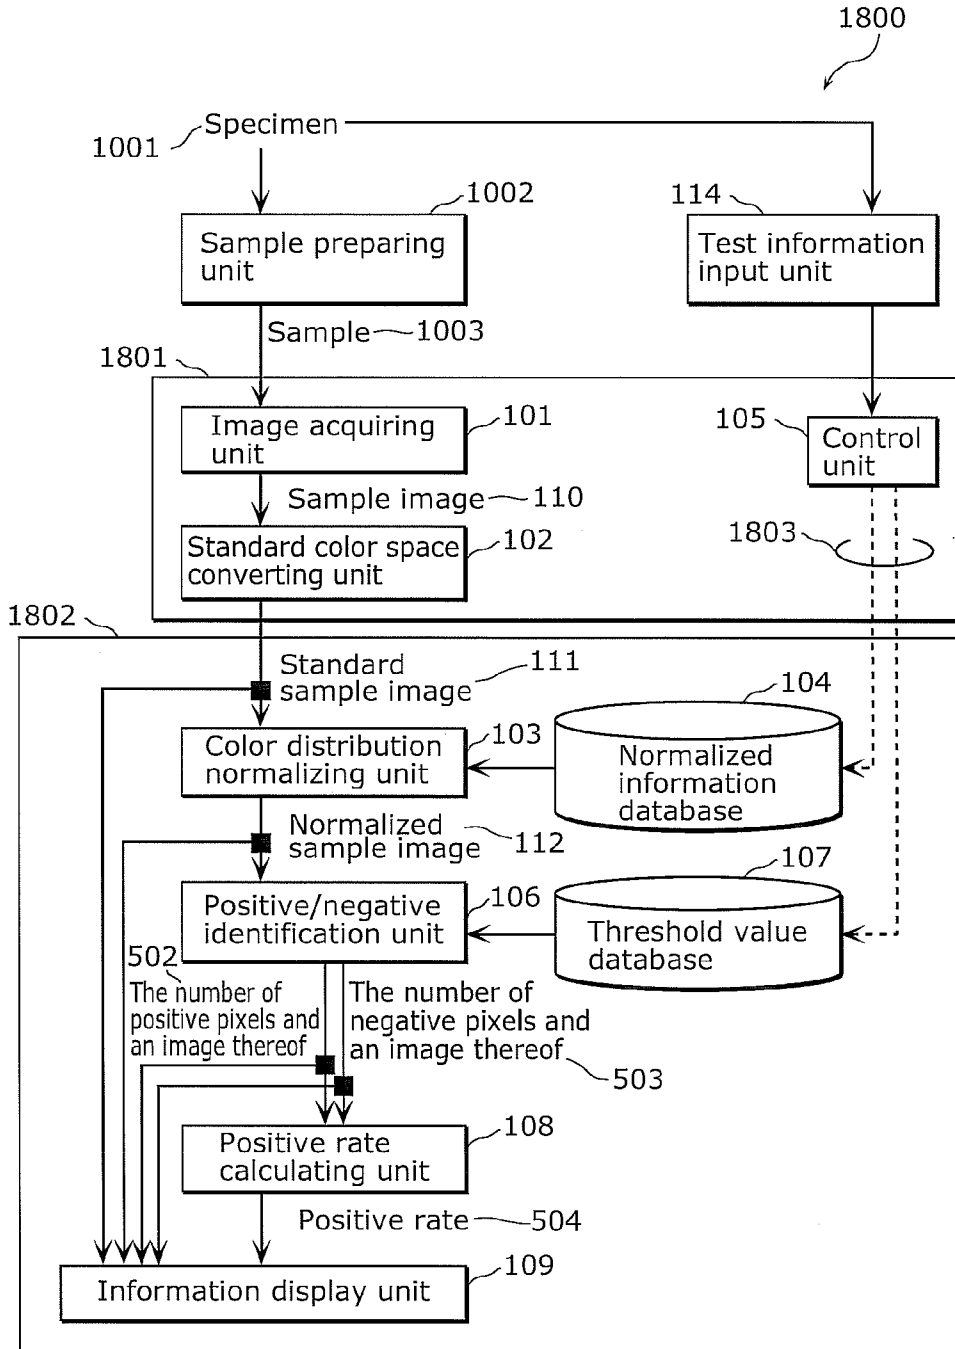 1800
Specimen
1001
1002
114
Sample preparing
unit
Test information
input unit
Sample
1003
1801
Image acquiring
unit
101
105
Control
unit
Sample image
110
1803
Standard color space
converting unit
102
1802
Standard
sample image
111
104
Color distribution
normalizing unit
103
Normalized
information
database
Normalized
sample image
112
107
Positive/negative
identification unit
106
Threshold value
database
502
The number of
positive pixels and
an image thereof
The number of
negative pixels and
an image thereof
503
108
Positive rate
calculating unit
Positive rate
504
109
Information display unit